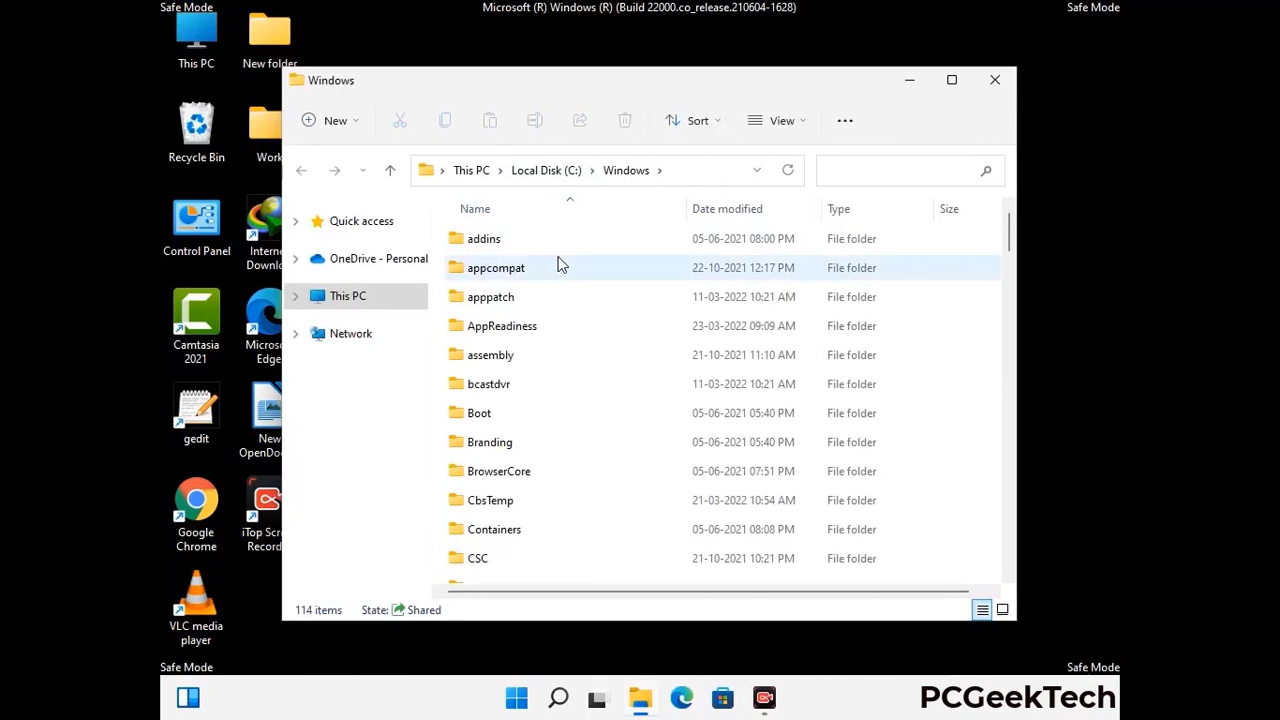 Safe Mode
Microsoft (R) Windows (R) (Build 22000.co_release.210604-1628)
Safe Mode
This PC
New folder
Recycle Bin
Work
Control Panel
Internet
Downlo
Camtasia
2021
Micros
Edge
gedit
New
OpenDo
Google
Chrome
iTop Scr
Record
VLC media
player
Windows
New
Sort
View
This PC
Local Disk (C:)
Windows
Quick access
OneDrive - Personal
This PC
Network
Name Date modified Type Size
addins 05-06-2021 08:00 PM File folder
appcompat 22-10-2021 12:17 PM File folder
apppatch 11-03-2022 10:21 AM File folder
AppReadiness 23-03-2022 09:09 AM File folder
assembly 21-10-2021 11:10 AM File folder
bcastdvr 11-03-2022 10:21 AM File folder
Boot 05-06-2021 05:40 PM File folder
Branding 05-06-2021 05:40 PM File folder
BrowserCore 05-06-2021 07:51 PM File folder
CbsTemp 21-03-2022 10:54 AM File folder
Containers 05-06-2021 08:08 PM File folder
CSC 21-10-2021 10:21 PM File folder
114 items State: Shared
Safe Mode
Safe Mode
PCGeekTech